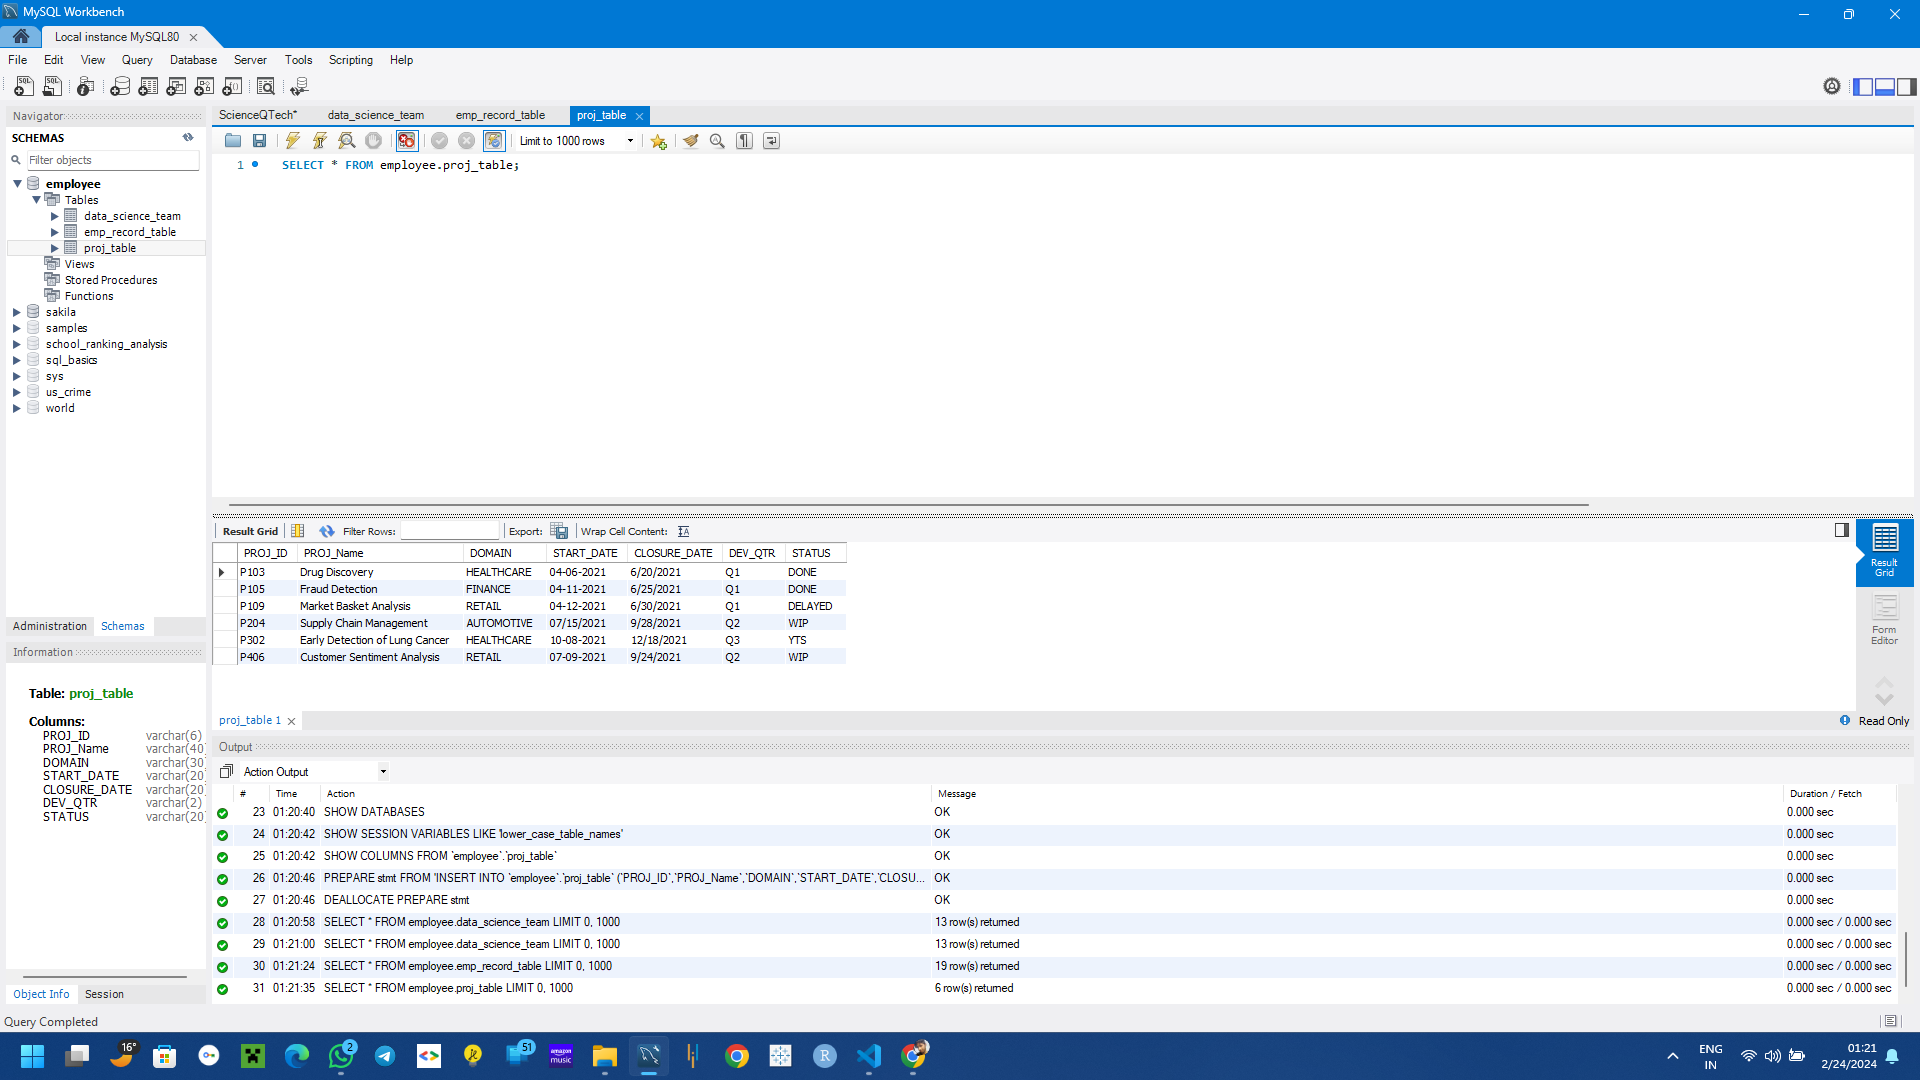 MySQL Workbench
Local instance MySQL80
File Edit View Query Database Server Tools Scripting Help
Navigator
SCHEMAS
Filter objects
employee
Tables
data_science_team
emp_record_table
proj_table
Views
Stored Procedures
Functions
sakila
samples
school_ranking_analysis
sql_basics
sys
us_crime
world
Administration Schemas
Information
Table: proj_table
Columns:
PROJ_ID varchar(6)
PROJ_Name varchar(40
DOMAIN varchar(30
START_DATE varchar(20
CLOSURE_DATE varchar(20
DEV_QTR varchar(2)
STATUS varchar(20
Object Info Session
ScienceQTech* data_science_team emp_record_table proj_table
Limit to 1000 rows
1 SELECT * FROM employee.proj_table;
Result Grid Filter Rows: Export: Wrap Cell Content:
PROJ_ID PROJ_Name DOMAIN START_DATE CLOSURE_DATE DEV_QTR STATUS
P103 Drug Discovery HEALTHCARE 04-06-2021 6/20/2021 Q1 DONE
P105 Fraud Detection FINANCE 04-11-2021 6/25/2021 Q1 DONE
P109 Market Basket Analysis RETAIL 04-12-2021 6/30/2021 Q1 DELAYED
P204 Supply Chain Management AUTOMOTIVE 07/15/2021 9/28/2021 Q2 WIP
P302 Early Detection of Lung Cancer HEALTHCARE 10-08-2021 12/18/2021 Q3 YTS
P406 Customer Sentiment Analysis RETAIL 07-09-2021 9/24/2021 Q2 WIP
Result
Grid
Form
Editor
proj_table 1
Read Only
Output
Action Output
# Time Action Message Duration / Fetch
23 01:20:40 SHOW DATABASES OK 0.000 sec
24 01:20:42 SHOW SESSION VARIABLES LIKE 'lower_case_table_names' OK 0.000 sec
25 01:20:42 SHOW COLUMNS FROM `employee`.`proj_table` OK 0.000 sec
26 01:20:46 PREPARE stmt FROM 'INSERT INTO `employee`.`proj_table` (`PROJ_ID`,`PROJ_Name`,`DOMAIN`,`START_DATE`,`CLOSU... OK 0.000 sec
27 01:20:46 DEALLOCATE PREPARE stmt OK 0.000 sec
28 01:20:58 SELECT * FROM employee.data_science_team LIMIT 0, 1000 13 row(s) returned 0.000 sec / 0.000 sec
29 01:21:00 SELECT * FROM employee.data_science_team LIMIT 0, 1000 13 row(s) returned 0.000 sec / 0.000 sec
30 01:21:24 SELECT * FROM employee.emp_record_table LIMIT 0, 1000 19 row(s) returned 0.000 sec / 0.000 sec
31 01:21:35 SELECT * FROM employee.proj_table LIMIT 0, 1000 6 row(s) returned 0.000 sec / 0.000 sec
Query Completed
16°
2
51
amazon
music
R
ENG
IN
01:21
2/24/2024